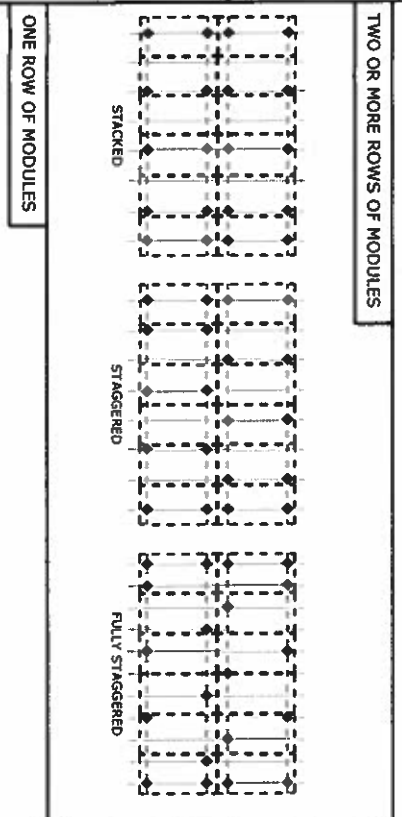 TWO OR MORE ROWS OF MODULES
STACKED
STAGGERED
FULLY STAGGERED
ONE ROW OF MODULES